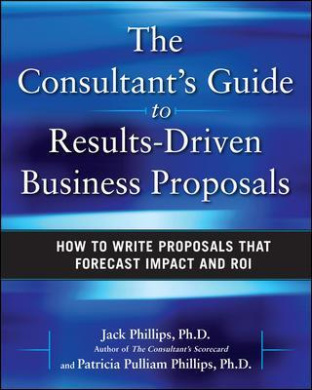 The
Consultant's Guide
to
Results-Driven
Business Proposals
HOW TO WRITE PROPOSALS THAT
FORECAST IMPACT AND ROI
Jack Phillips, Ph.D.
Author of The Consultant's Scorecard
and Patricia Pulliam Phillips, Ph.D.